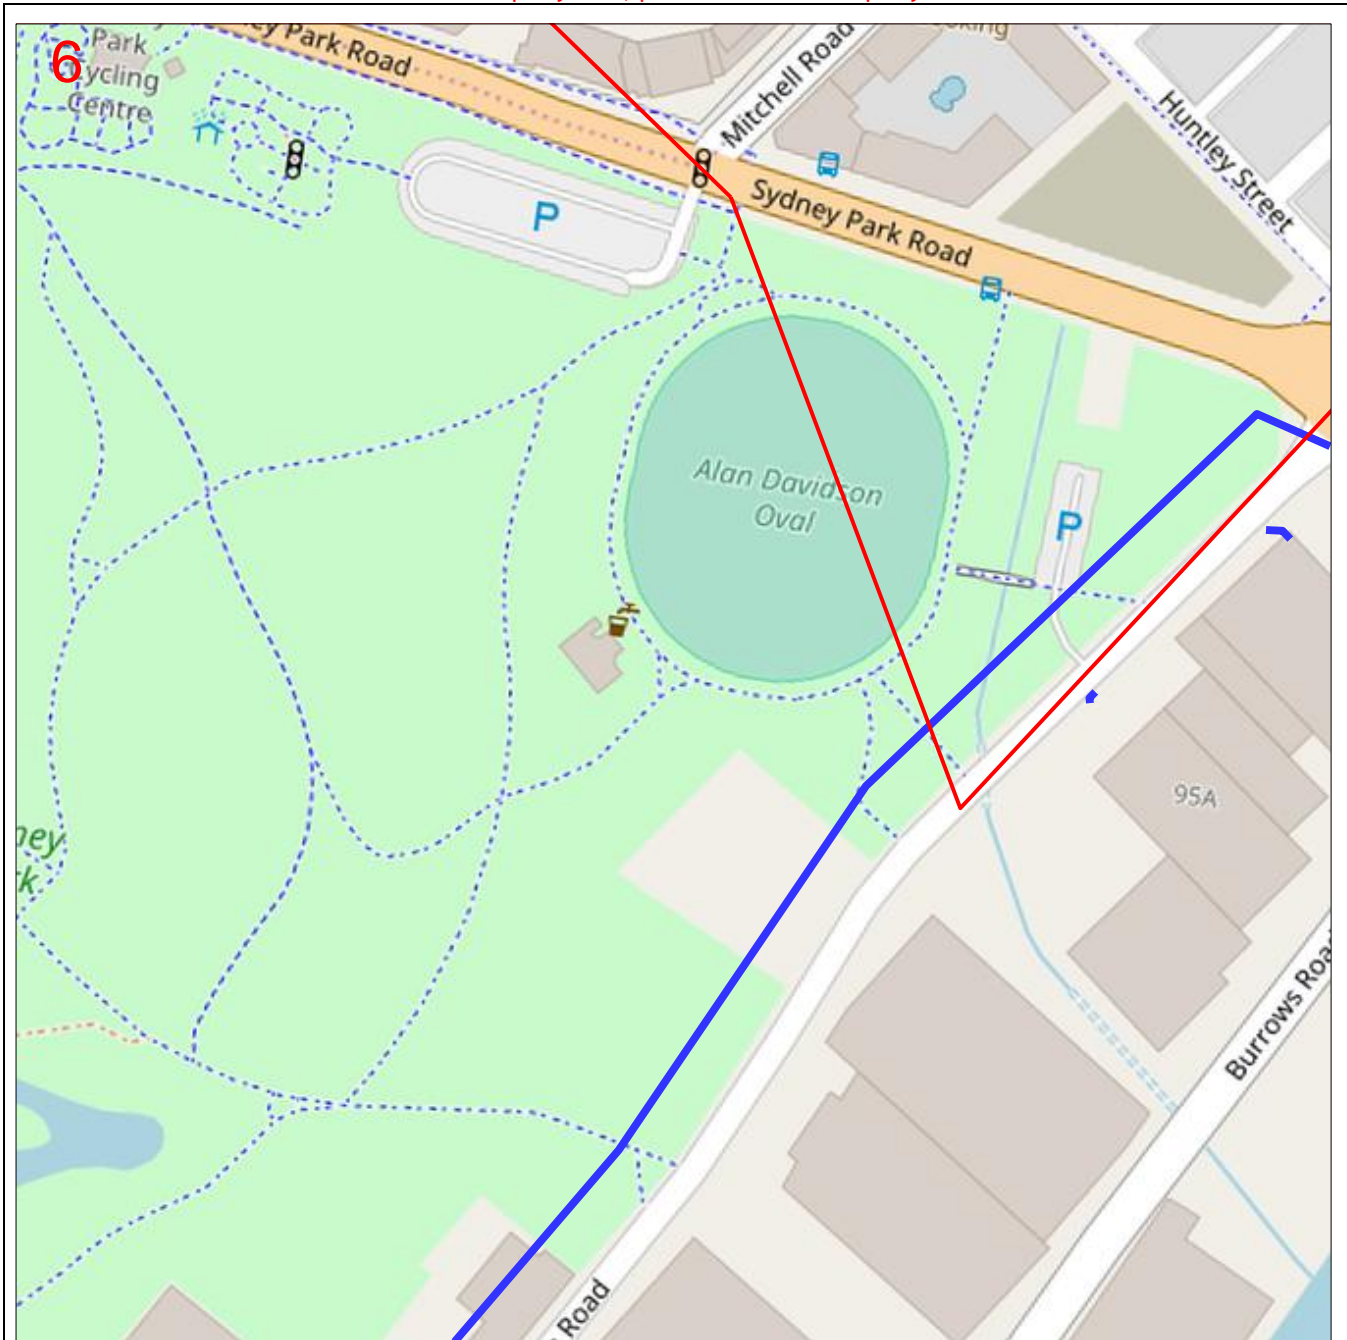 6
Park
Cycling
Centre
Park Road
Mitchell Road
Huntley Street
P
Sydney Park Road
Alan Davidson
Oval
P
95A
Burrows Road
Road